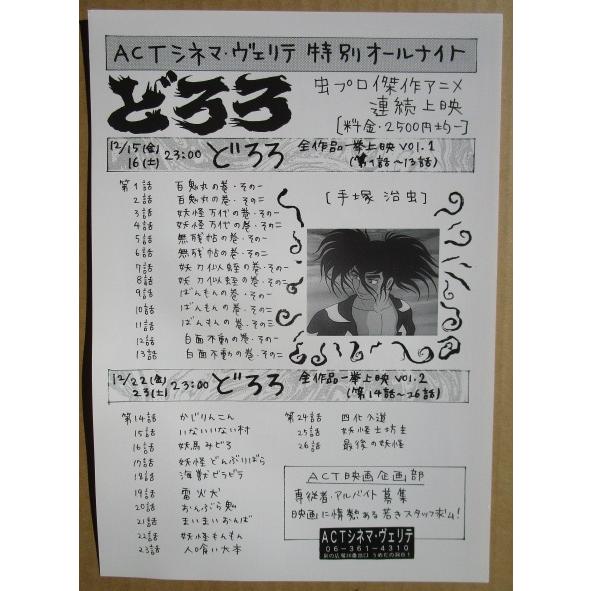 ACTシネマ・ヴェリテ 特別オールナイト
どろろ
虫プロ傑作アニメ
連続上映
[料金・2500円均一]
12/15(金)
16(土) 23:00 どろろ 全作品一挙上映 VOl.1
(第1話〜13話)
第1話 百鬼丸の巻・その一
2話 百鬼丸の巻・その二
3話 妖怪万代の巻・その一
4話 妖怪万代の巻・その二
5話 無残帖の巻・その一
6話 無残帖の巻・その二
7話 妖刀似蛭の巻・その一
8話 妖刀似蛭の巻・その二
9話 ばんもんの巻・その一
10話 ばんもんの巻・その二
11話 ばんもんの巻・その三
12話 白面不動の巻・その一
13話 白面不動の巻・その二
[手塚 治虫]
12/22(金)
23(土) 23:00 どろろ 全作品一挙上映 VOl.2
(第14話〜26話)
第14話 かじりんこん
15話 いないいない村
16話 妖馬みどろ
17話 妖怪どんぶりばら
18話 海獣ビラビラ
19話 雷火犬
20話 おんぶら鬼
21話 まいまいおんば
22話 妖怪もんもん
23話 人喰い大木
第24話 四化入道
25話 妖怪土坊主
26話 最後の妖怪
ACT映画企画部
専従者・アルバイト募集
映画に情熱ある若きスタッフ求ム!
ACTシネマ・ヴェリテ
06-361-4310